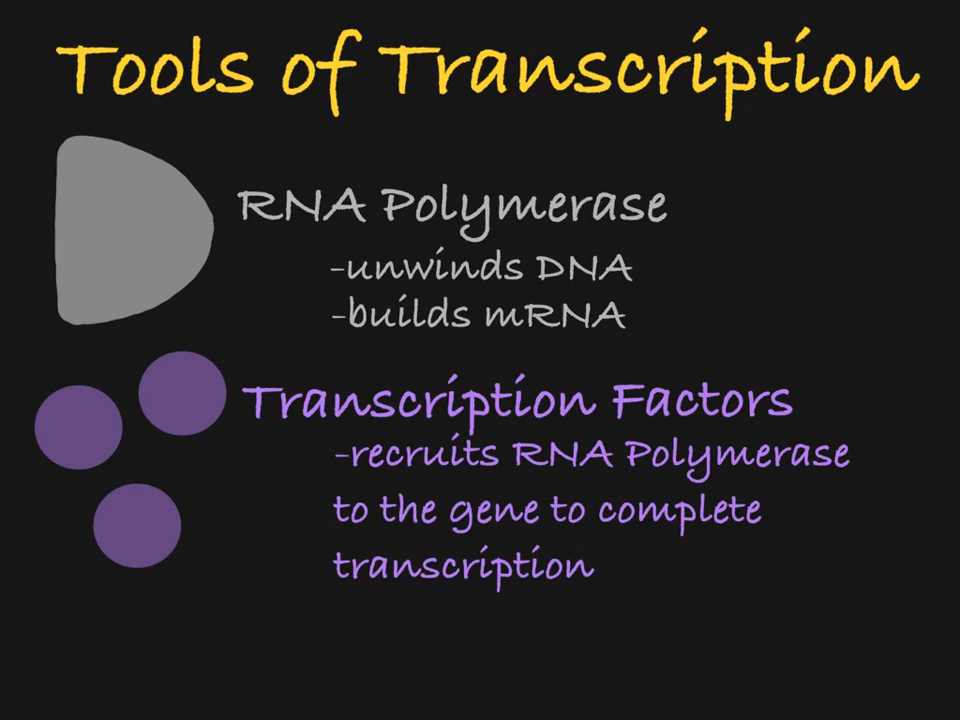 Tools of Transcription
RNA Polymerase
-unwinds DNA
-builds mRNA
Transcription Factors
-recruits RNA Polymerase
to the gene to complete
transcription